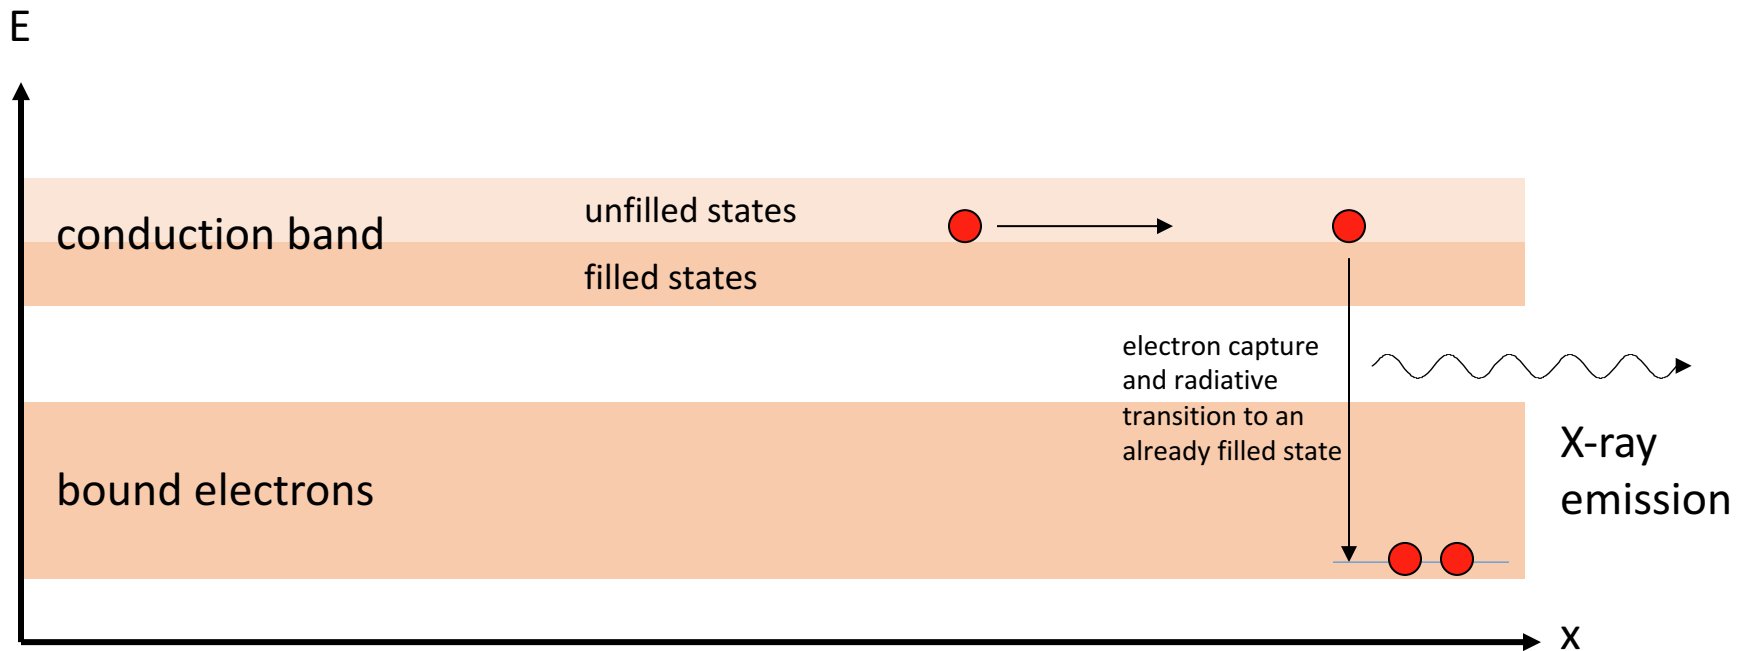 E
conduction band
unfilled states
filled states
electron capture
and radiative
transition to an
already filled state
bound electrons
X-ray
emission
x